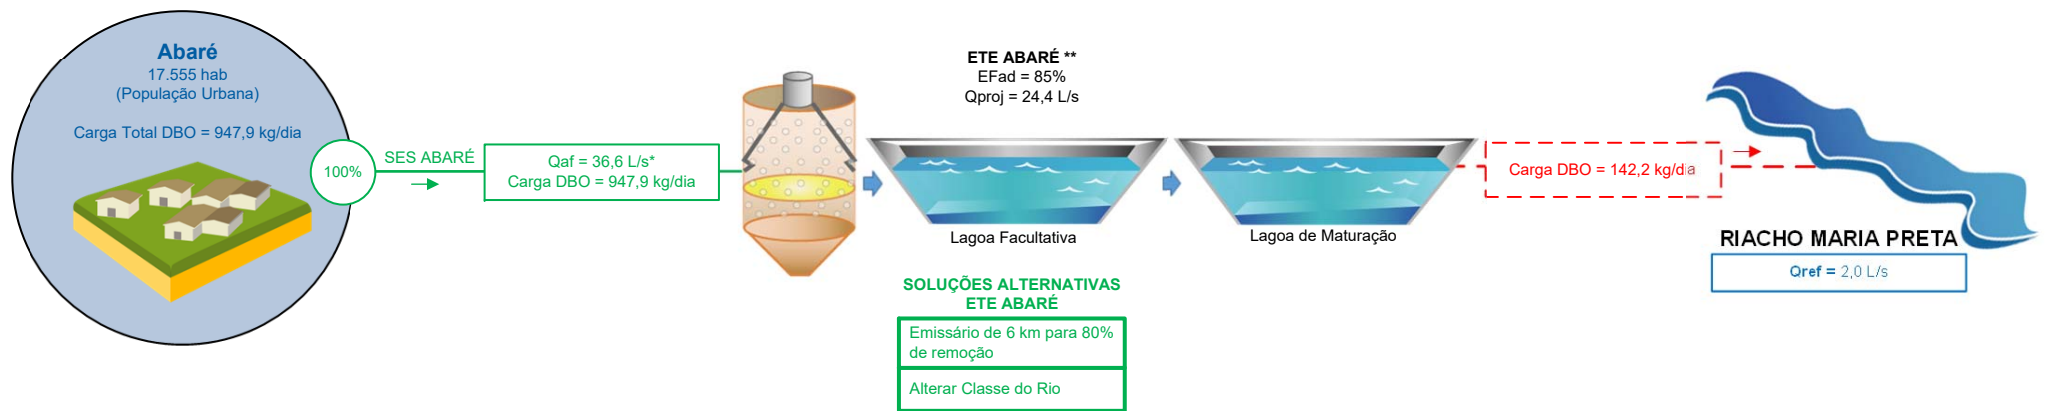 Abaré
17.555 hab
(População Urbana)
Carga Total DBO = 947,9 kg/dia
100%
SES ABARÉ
Qaf = 36,6 L/s*
Carga DBO = 947,9 kg/dia
ETE ABARÉ **
EFad = 85%
Qproj = 24,4 L/s
Lagoa Facultativa
Lagoa de Maturação
Carga DBO = 142,2 kg/dia
RIACHO MARIA PRETA
Qref = 2,0 L/s
SOLUÇÕES ALTERNATIVAS
ETE ABARÉ
Emissário de 6 km para 80%
de remoção
Alterar Classe do Rio